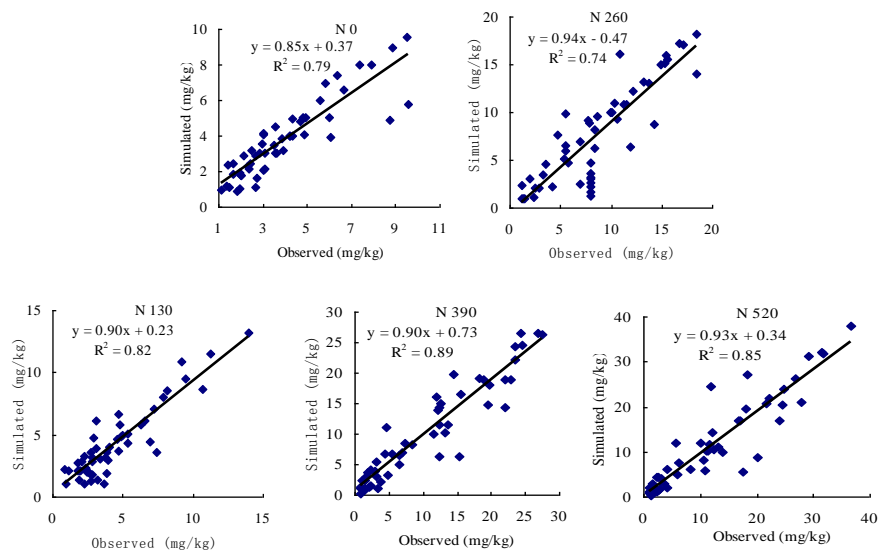 N 0
y = 0.85x + 0.37
R² = 0.79
10
8
6
4
2
0
1 3 5 7 9 11
Simulated (mg/kg)
Observed (mg/kg)
N 260
y = 0.94x - 0.47
R² = 0.74
20
15
10
5
0
0 5 10 15 20
Simulated (mg/kg)
Observed (mg/kg)
N 130
y = 0.90x + 0.23
R² = 0.82
15
10
5
0
0 5 10 15
Simulated (mg/kg)
Observed (mg/kg)
N 390
y = 0.90x + 0.73
R² = 0.89
30
25
20
15
10
5
0
0 5 10 15 20 25 30
Simulated (mg/kg)
Observed (mg/kg)
N 520
y = 0.93x + 0.34
R² = 0.85
50
40
30
20
10
0
0 10 20 30 40
Simulated (mg/kg)
Observed (mg/kg)